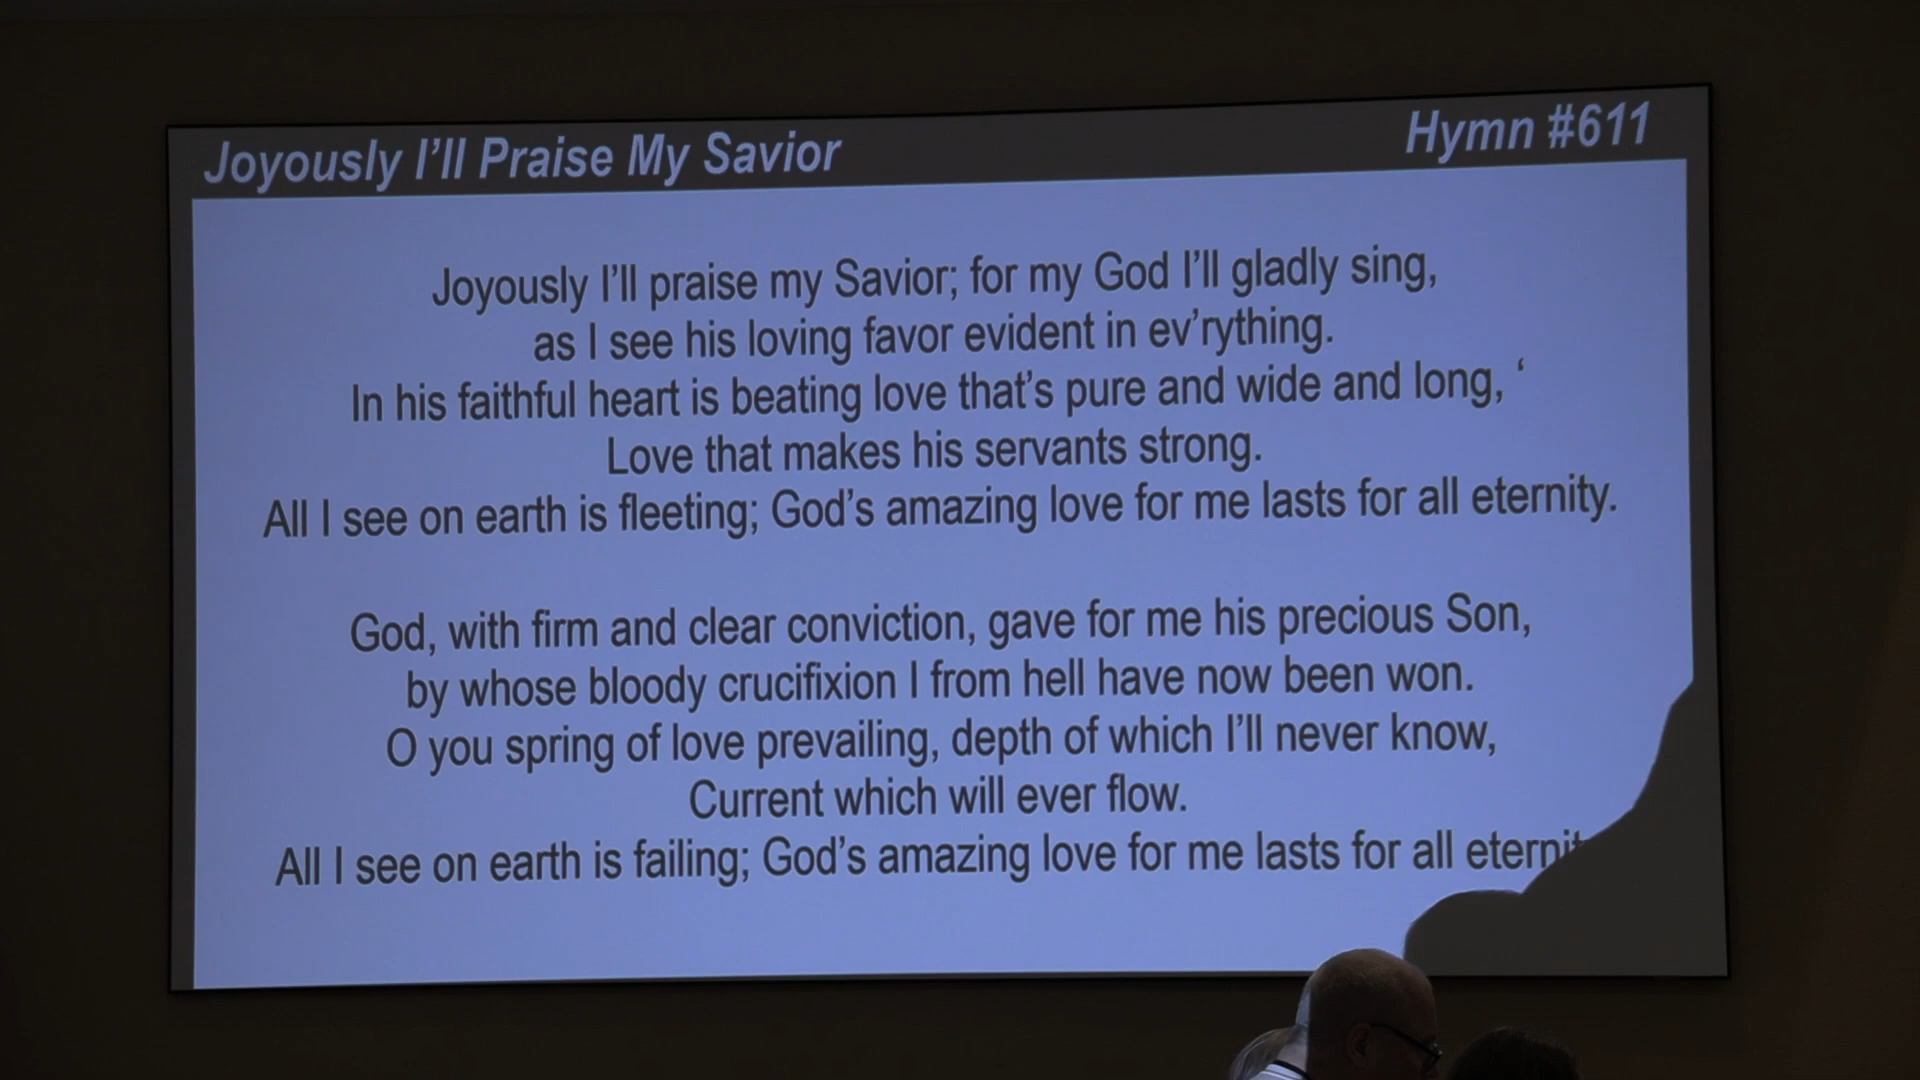 Joyously I'll Praise My Savior
Hymn #611
Joyously I'll praise my Savior; for my God I'll gladly sing,
as I see his loving favor evident in ev'rything.
In his faithful heart is beating love that's pure and wide and long, ‘
Love that makes his servants strong.
All I see on earth is fleeting; God's amazing love for me lasts for all eternity.
God, with firm and clear conviction, gave for me his precious Son,
by whose bloody crucifixion I from hell have now been won.
O you spring of love prevailing, depth of which I'll never know,
Current which will ever flow.
All I see on earth is failing; God's amazing love for me lasts for all